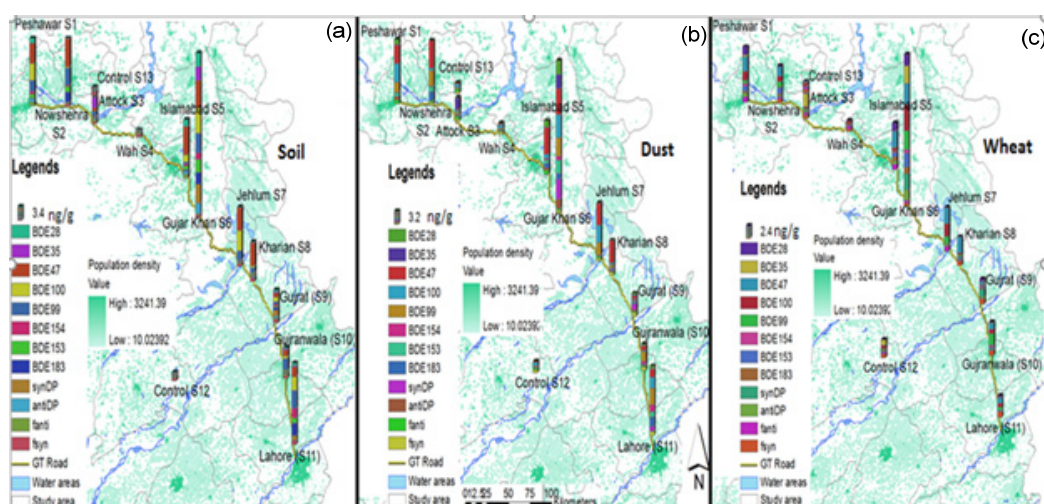 (a)
Peshawar S1
Control S13
Attock S3
Nowshehra
S2
Islamabad S5
Wah S4
Soil
Legends
Gujar Khan S6
Jehlum S7
3.4 ng/g
BDE28
BDE35
BDE47
BDE100
BDE99
BDE154
BDE153
BDE183
synDP
antiDP
fanti
fsyn
GT Road
Water areas
Study area
Kharian S8
Population density
Value
High : 3241.39
Low : 10.02392
Gujrat (S9)
Gujranwala (S10)
Control S12
Lahore (S11)
(b)
Peshawar S1
Control S13
Nowshehra
S2
Attock S3
Islamabad S5
Wah S4
Dust
Legends
Gujar Khan S6
Jehlum S7
3.2 ng/g
BDE28
BDE35
BDE47
BDE100
BDE99
BDE154
BDE153
BDE183
synDP
antiDP
fanti
fsyn
GT Road
Water areas
Study area
Kharian S8
Population density
Value
High : 3241.39
Low : 10.02392
Gujrat (S9)
Gujranwala (S10)
Control S12
Lahore (S11)
N
012.525 50 75 100
Kilometers
(c)
Peshawar S1
Control S13
Attock S3
Nowshehra
S2
Islamabad S5
Wah S4
Wheat
Legends
Gujar Khan S6
Jehlum S7
2.4 ng/g
BDE28
BDE35
BDE47
BDE100
BDE99
BDE154
BDE153
BDE183
synDP
antiDP
fanti
fsyn
GT Road
Water areas
Study area
Kharian S8
Population density
Value
High : 3241.39
Low : 10.02392
Gujrat (S9)
Gujranwala (S10)
Control S12
Lahore (S11)